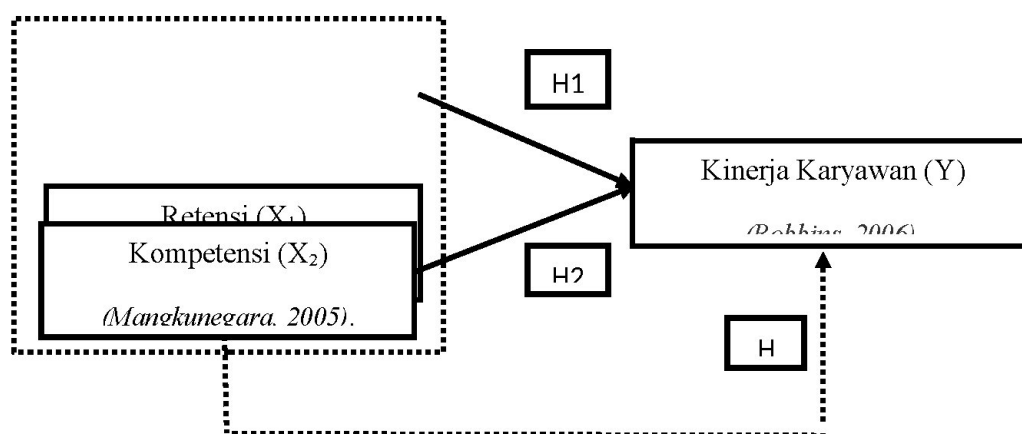 H1
Kinerja Karyawan (Y)
(Robbins, 2006)
Retensi (X₁)
Kompetensi (X₂)
(Mangkunegara, 2005).
H2
H